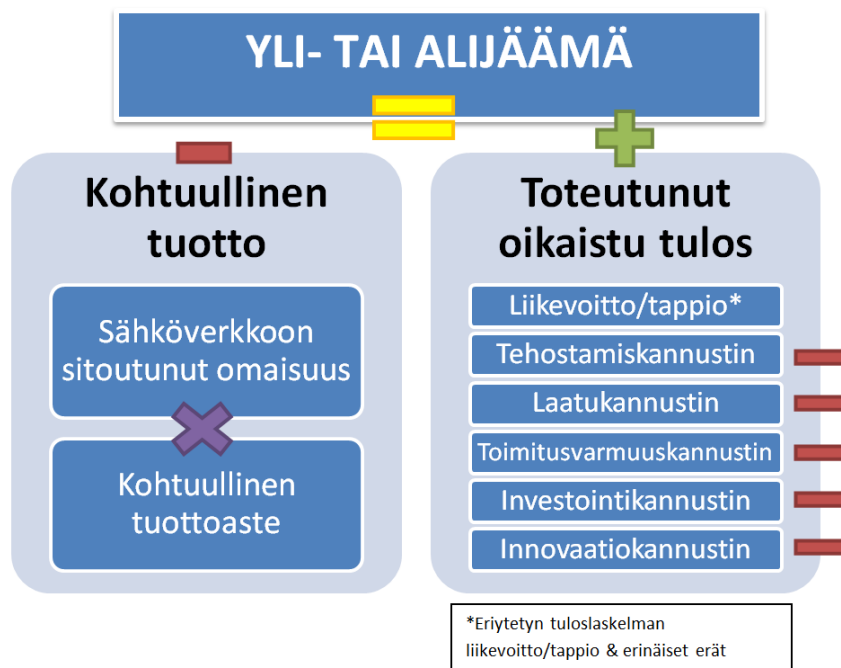 YLI- TAI ALIJÄÄMÄ
Kohtuullinen
tuotto
Sähköverkkoon
sitoutunut omaisuus
Kohtuullinen
tuottoaste
Toteutunut
oikaistu tulos
Liikevoitto/tappio*
Tehostamiskannustin
Laatukannustin
Toimitusvarmuuskannustin
Investointikannustin
Innovaatiokannustin
*Eriytetyn tuloslaskelman
liikevoitto/tappio & erinäiset erät